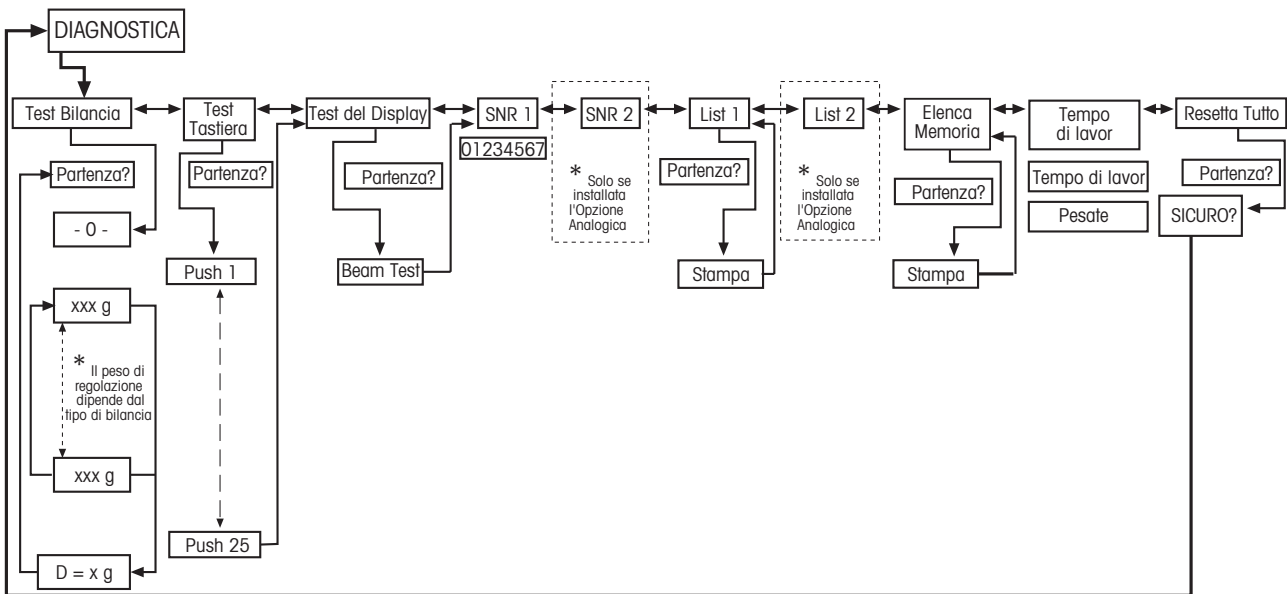 DIAGNOSTICA
Test Bilancia
Partenza?
- 0 -
xxx g
* Il peso di
regolazione
dipende dal
tipo di bilancia
xxx g
D = x g
Test
Tastiera
Partenza?
Push 1
Push 25
Test del Display
Partenza?
Beam Test
SNR 1
01234567
SNR 2
* Solo se
installata
l'Opzione
Analogica
List 1
Partenza?
Stampa
List 2
* Solo se
installata
l'Opzione
Analogica
Elenca
Memoria
Partenza?
Stampa
Tempo
di lavor
Tempo di lavor
Pesate
Resetta Tutto
Partenza?
SICURO?